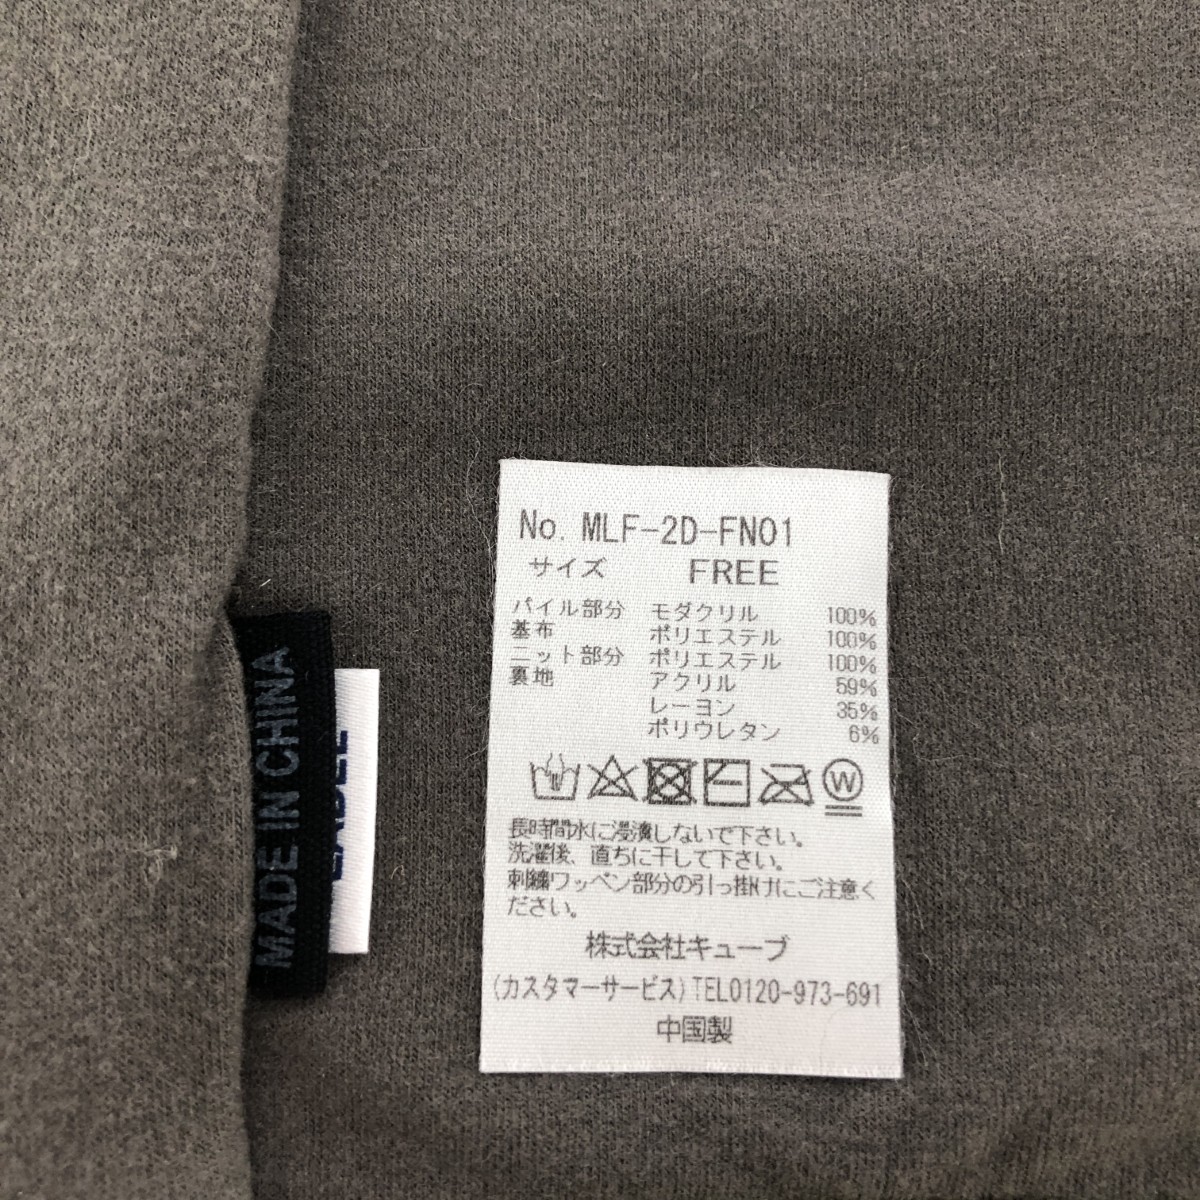 No. MLF-2D-FN01
サイズ FREE
パイル部分 モダクリル 100%
基布 ポリエステル 100%
ニット部分 ポリエステル 100%
裏地 アクリル 59%
レーヨン 35%
ポリウレタン 6%
W
長時間水に浸漬しないで下さい。
洗濯後、直ちに干して下さい。
刺繍ワッペン部分の引っ掛けにご注意く
ださい。
株式会社キューブ
(カスタマーサービス)TEL0120-973-691
中国製
MADE IN CHINA